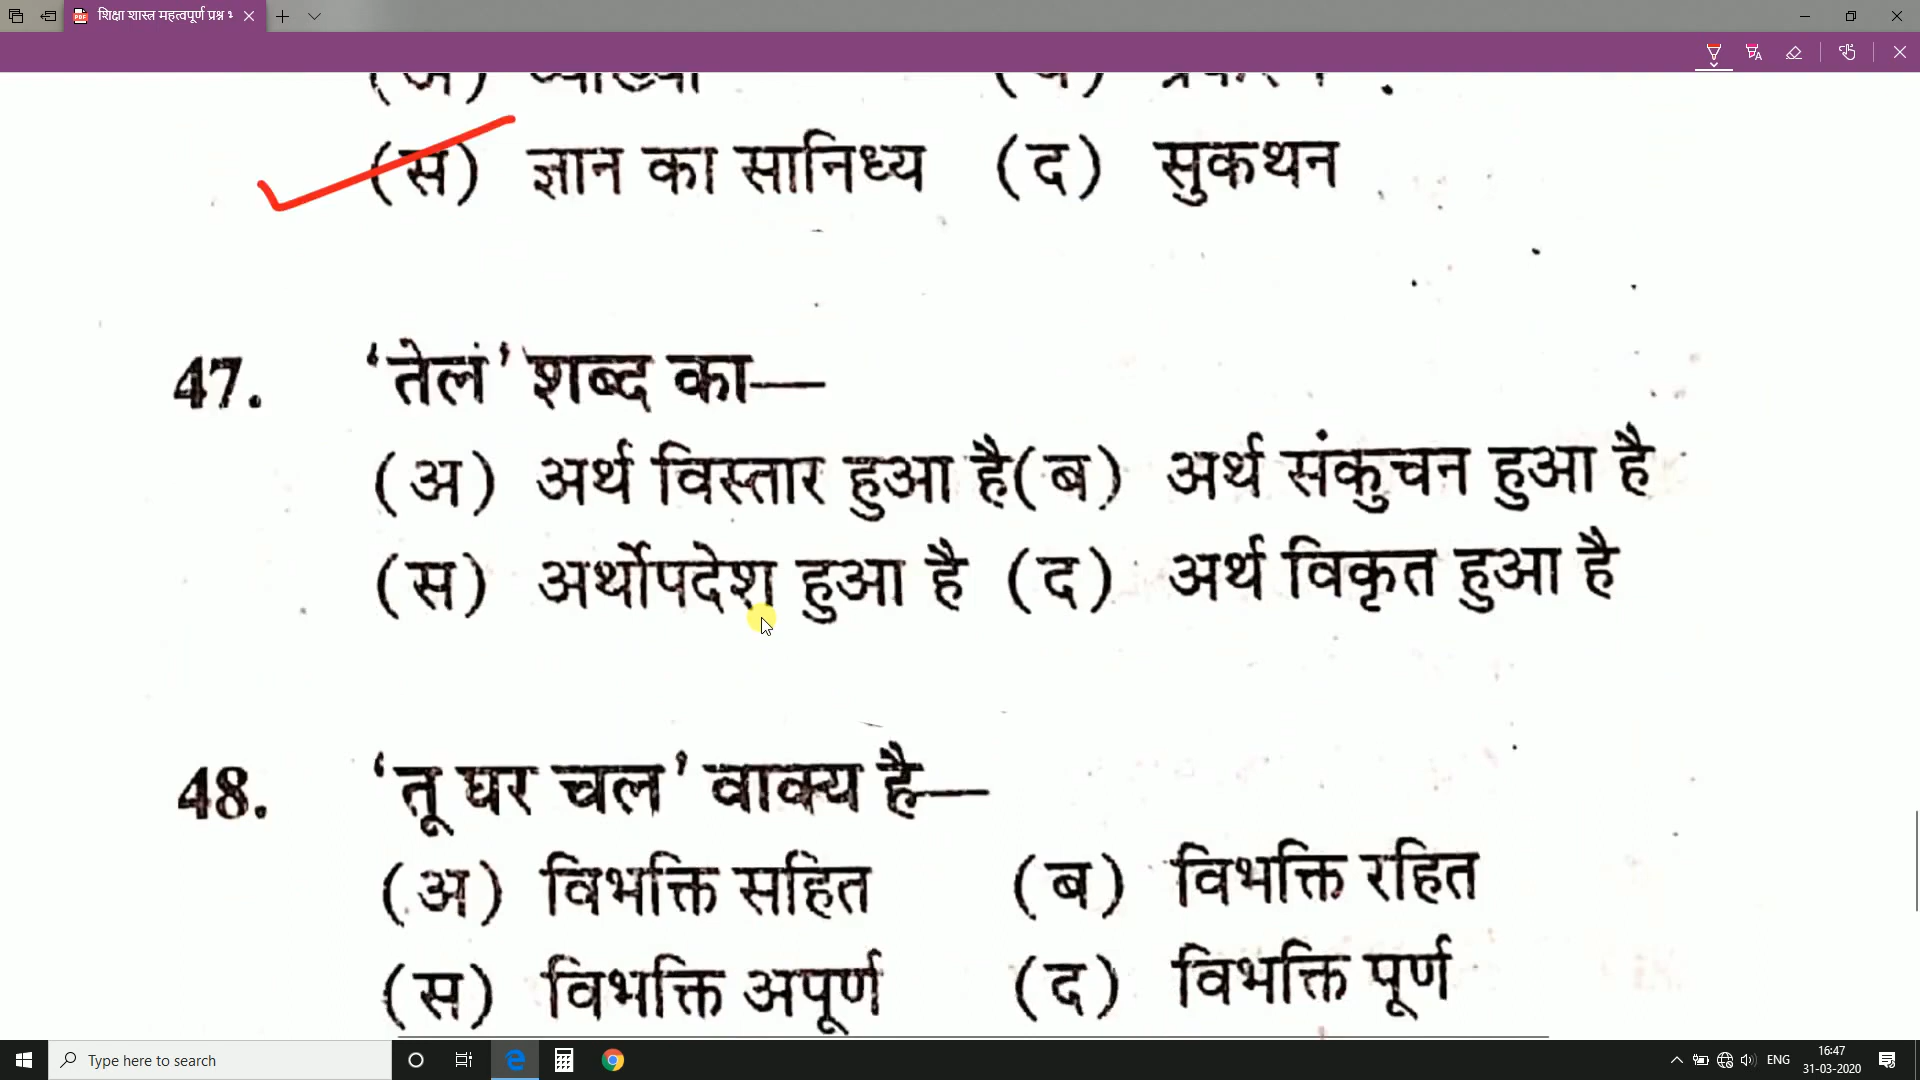 शिक्षा शास्त्र महत्वपूर्ण प्रश्न
(अ) व्याख्या
(स) ज्ञान का सानिध्य (द) सुकथन
47. 'तेलं' शब्द का—
(अ) अर्थ विस्तार हुआ है (ब) अर्थ संकुचन हुआ है
(स) अर्थोपदेश हुआ है (द) अर्थ विकृत हुआ है
48. 'तू घर चल' वाक्य है—
(अ) विभक्ति सहित (ब) विभक्ति रहित
(स) विभक्ति अपूर्ण (द) विभक्ति पूर्ण
Type here to search
ENG
16:47
31-03-2020